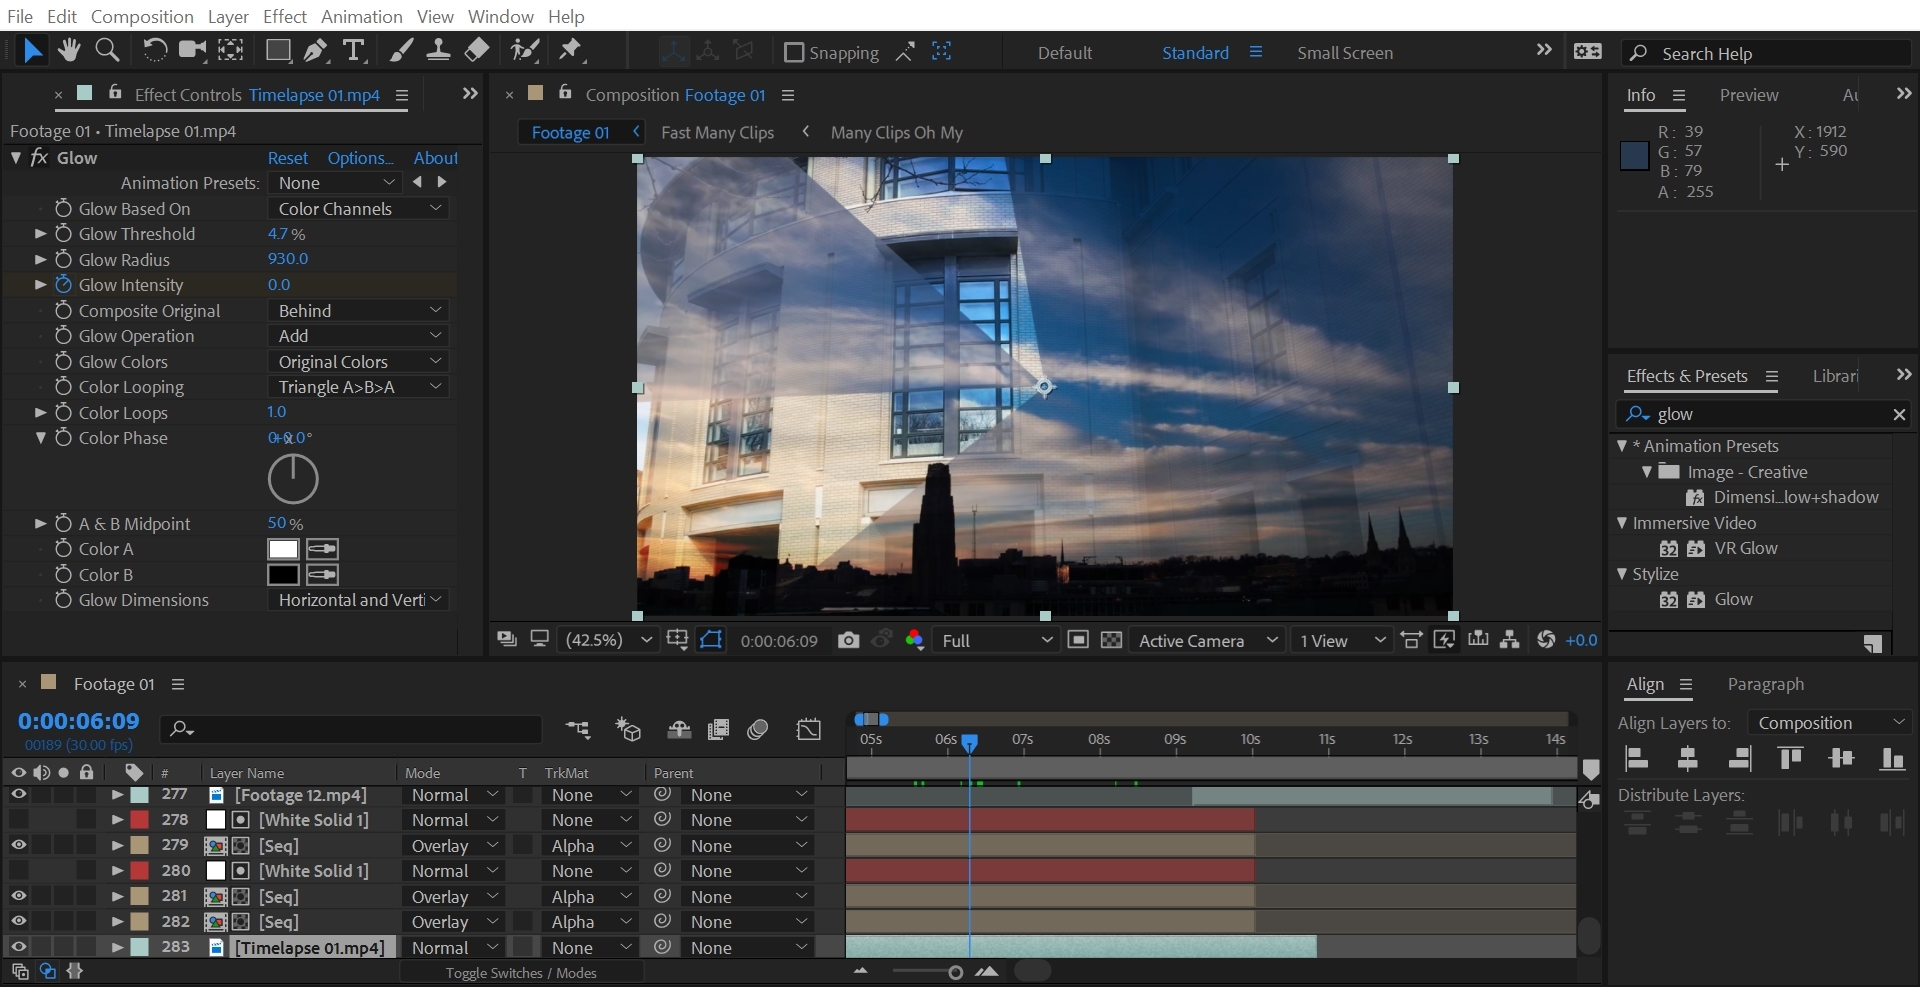 File Edit Composition Layer Effect Animation View Window Help
Snapping Default Standard Small Screen Search Help
Effect Controls Timelapse 01.mp4
Footage 01 • Timelapse 01.mp4
fx Glow Reset Options... About
Animation Presets: None
Glow Based On Color Channels
Glow Threshold 4.7 %
Glow Radius 930.0
Glow Intensity 0.0
Composite Original Behind
Glow Operation Add
Glow Colors Original Colors
Color Looping Triangle A>B>A
Color Loops 1.0
Color Phase
A & B Midpoint 50 %
Color A
Color B
Glow Dimensions Horizontal and Verti
Composition Footage 01
Footage 01 Fast Many Clips Many Clips Oh My
(42.5%) 0:00:06:09 Full Active Camera 1 View +0.0
Info Preview Au
R: 39 X: 1912
G: 57 Y: 590
B: 79
A: 255
Effects & Presets Librari
glow
* Animation Presets
Image - Creative
Dimensi...low+shadow
Immersive Video
32 VR Glow
Stylize
32 Glow
Footage 01
0:00:06:09
00189 (30.00 fps)
05s 06s 07s 08s 09s 10s 11s 12s 13s 14s
# Layer Name Mode T TrkMat Parent
277 [Footage 12.mp4] Normal None None
278 [White Solid 1] Normal None None
279 [Seq] Overlay Alpha None
280 [White Solid 1] Normal None None
281 [Seq] Overlay Alpha None
282 [Seq] Overlay Alpha None
283 [Timelapse 01.mp4] Normal None None
Toggle Switches / Modes
Align Paragraph
Align Layers to: Composition
Distribute Layers: